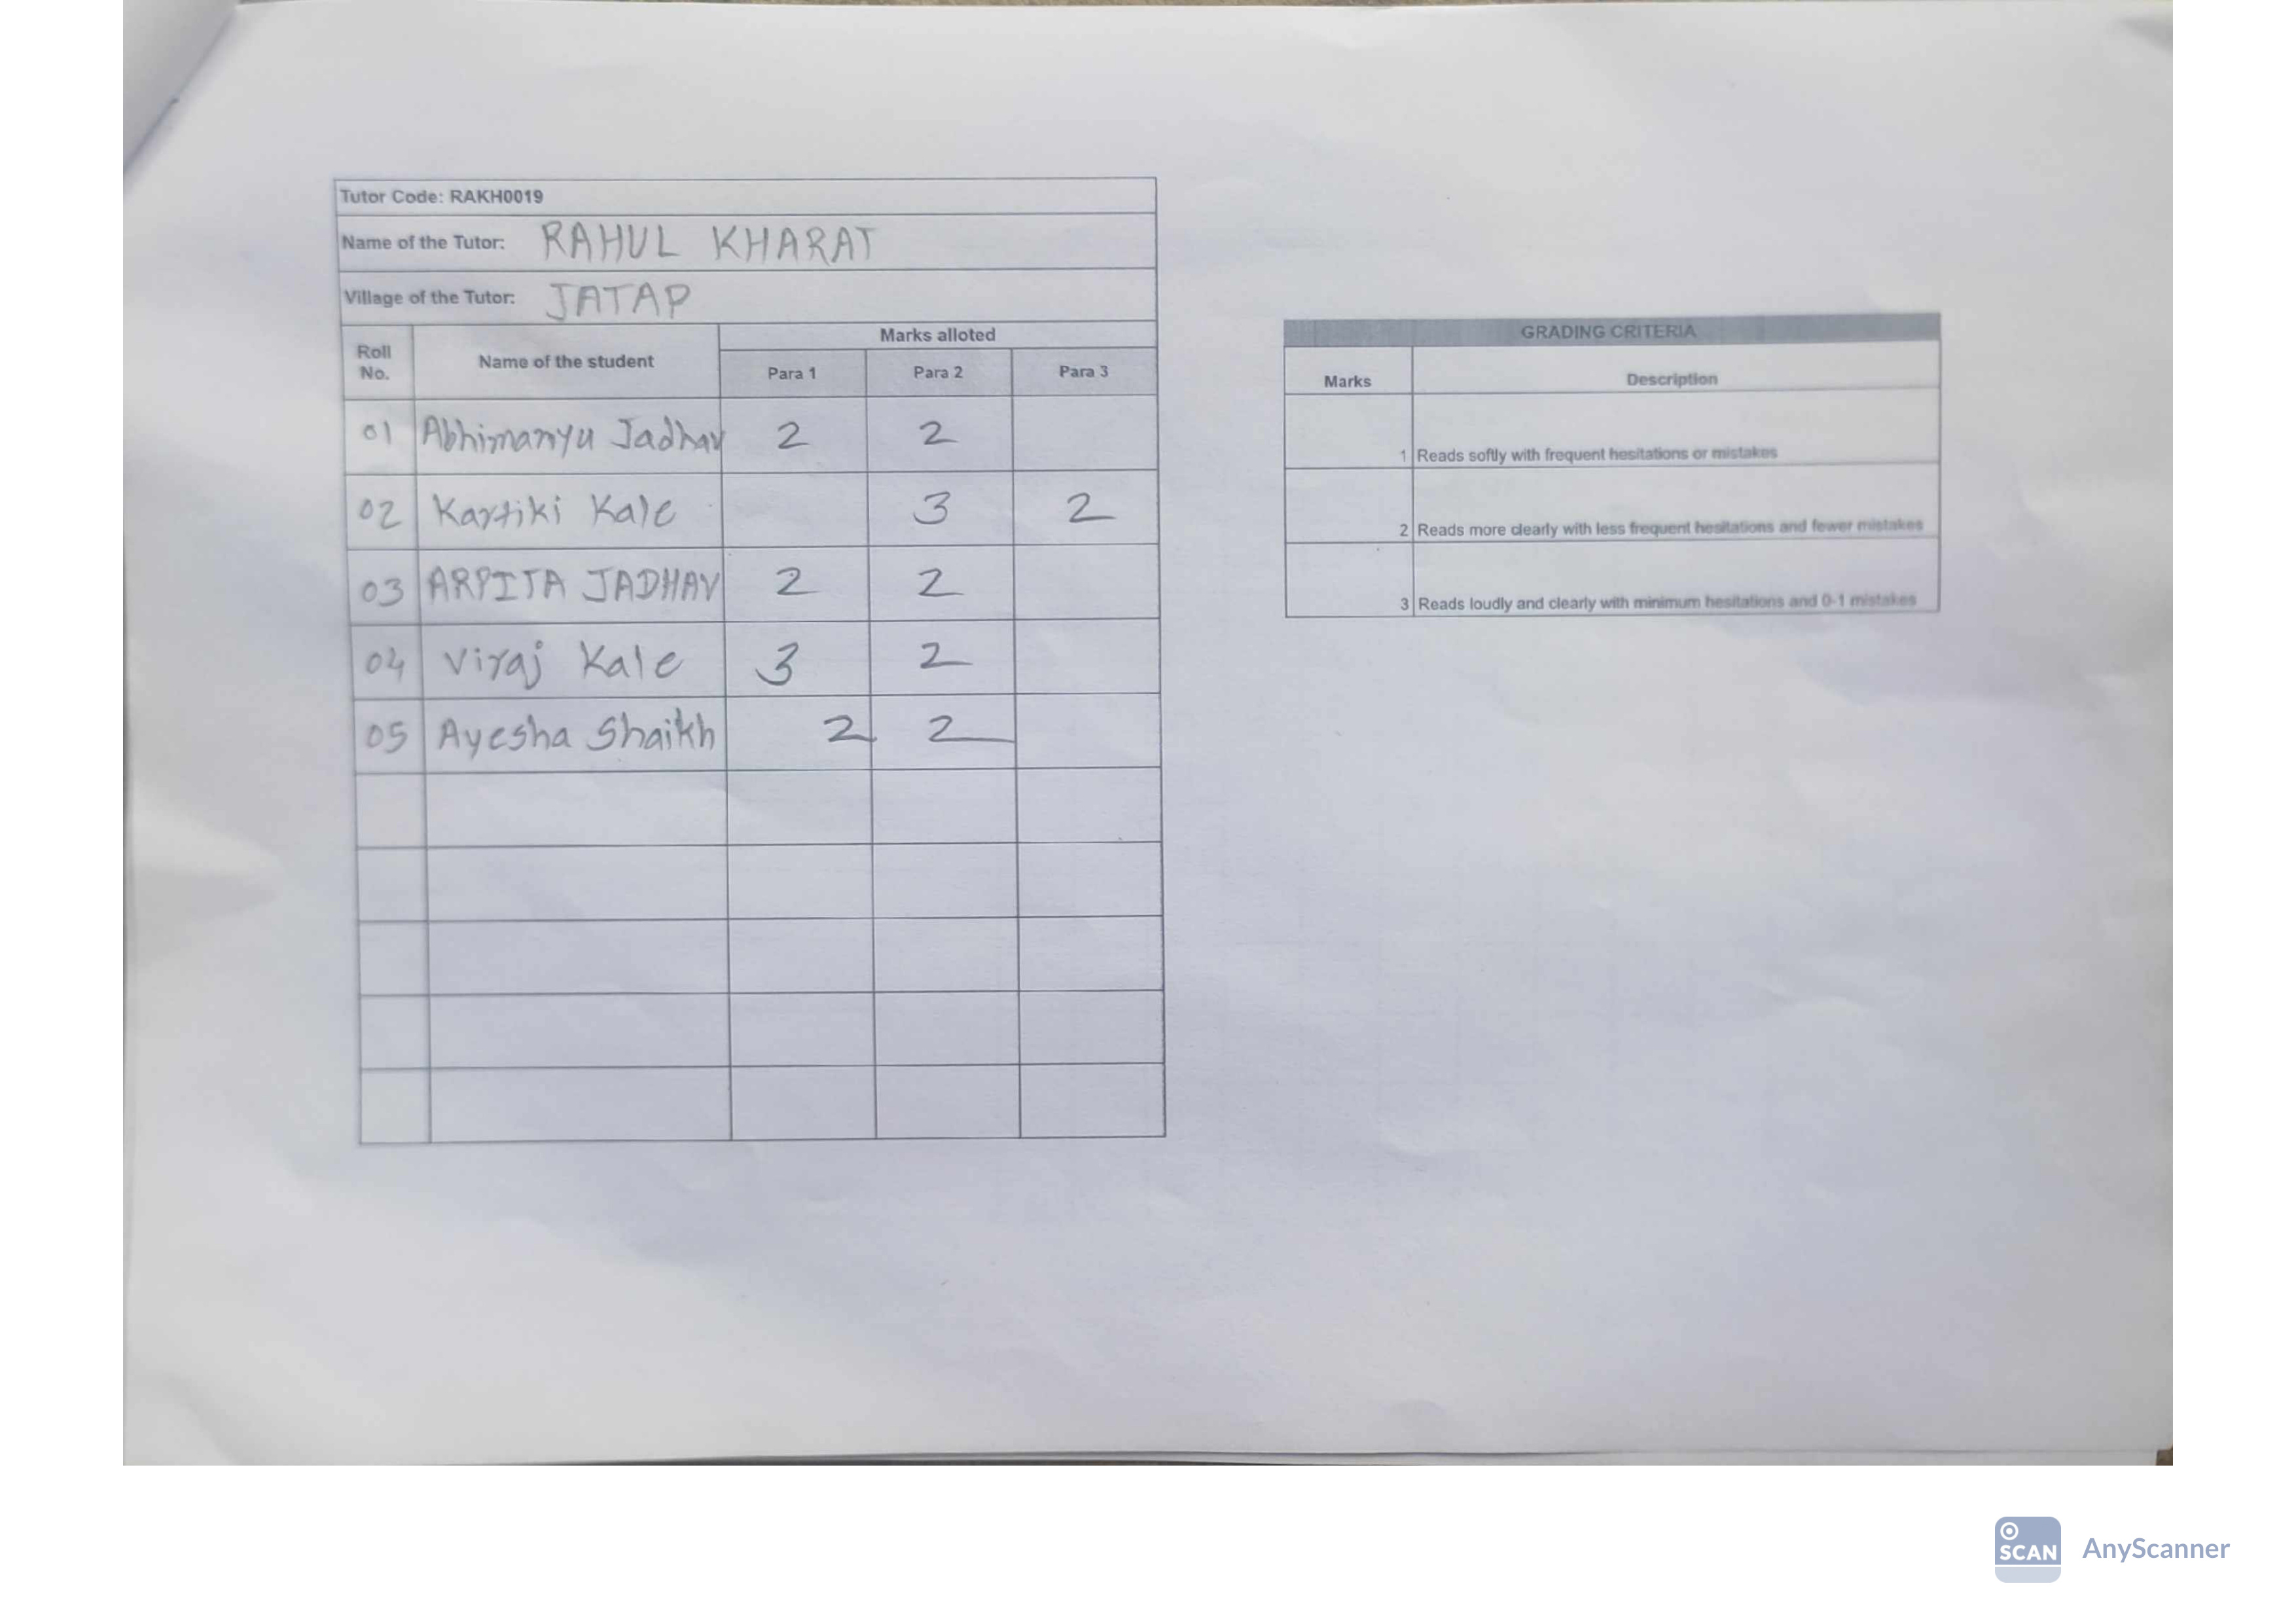 Tutor Code: RAKH0019
Name of the Tutor: RAHUL KHARAT
Village of the Tutor: JATAP
Roll No. Name of the student Marks alloted
Para 1 Para 2 Para 3
01 Abhimanyu Jadhav 2 2
02 Kartiki Kale 3 2
03 ARPITA JADHAV 2 2
04 Viraj Kale 3 2
05 Ayesha Shaikh 2 2
GRADING CRITERIA
Marks Description
1 Reads softly with frequent hesitations or mistakes
2 Reads more clearly with less frequent hesitations and fewer mistakes
3 Reads loudly and clearly with minimum hesitations and 0-1 mistakes
SCAN AnyScanner